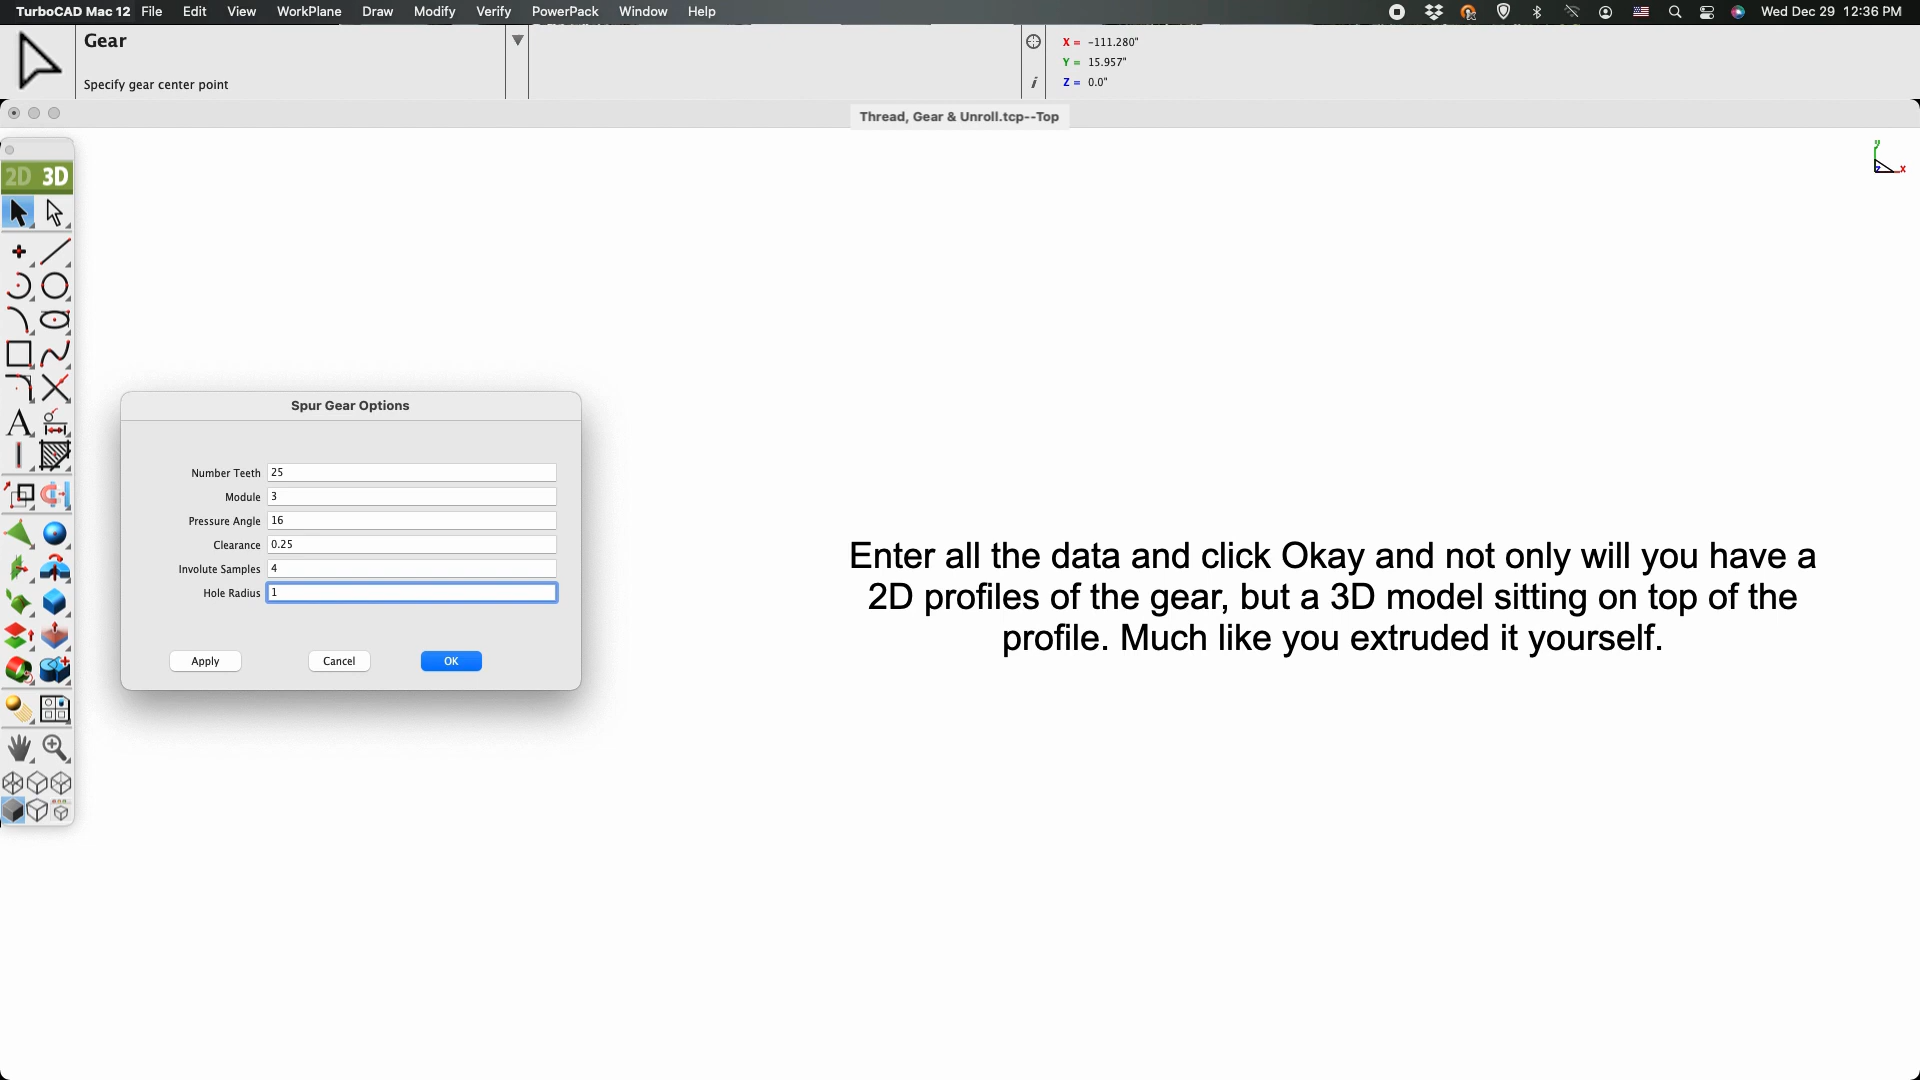 TurboCAD Mac 12 File Edit View WorkPlane Draw Modify Verify PowerPack Window Help Wed Dec 29 12:36 PM
Gear
Specify gear center point
X = -111.280"
Y = 15.957"
Z = 0.0"
Thread, Gear & Unroll.tcp--Top
y
x
z
2D 3D
A
Spur Gear Options
Number Teeth 25
Module 3
Pressure Angle 16
Clearance 0.25
Involute Samples 4
Hole Radius 1
Apply Cancel OK
Enter all the data and click Okay and not only will you have a
2D profiles of the gear, but a 3D model sitting on top of the
profile. Much like you extruded it yourself.